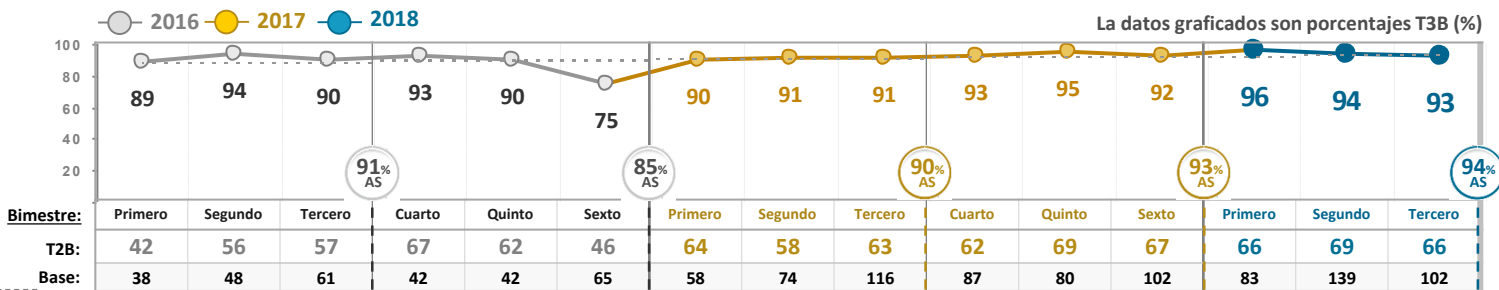 2016 2017 2018
La datos graficados son porcentajes T3B (%)
100
80
60
40
20
89 94 90 93 90 75 90 91 91 93 95 92 96 94 93
91% AS 85% AS 90% AS 93% AS 94% AS
Bimestre: Primero Segundo Tercero Cuarto Quinto Sexto Primero Segundo Tercero Cuarto Quinto Sexto Primero Segundo Tercero
T2B: 42 56 57 67 62 46 64 58 63 62 69 67 66 69 66
Base: 38 48 61 42 42 65 58 74 116 87 80 102 83 139 102